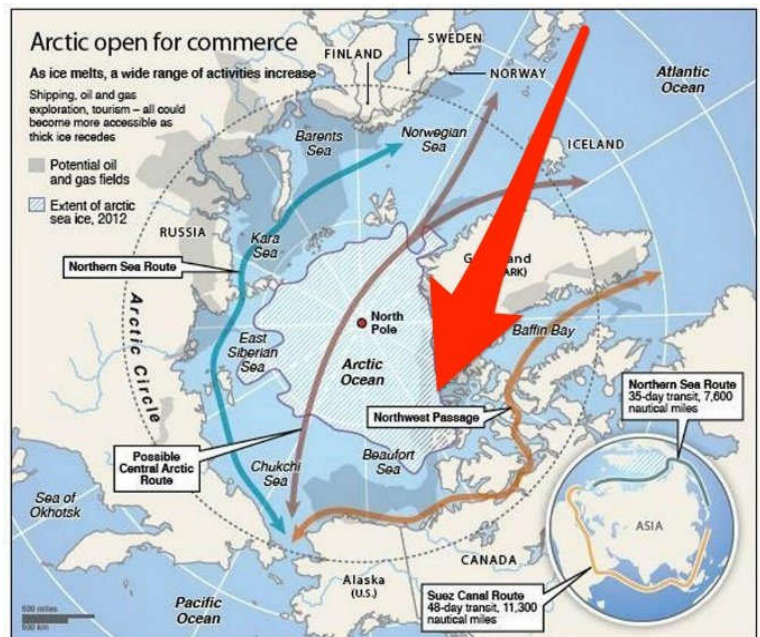 Arctic open for commerce
As ice melts, a wide range of activities increase
Shipping, oil and gas
exploration, tourism – all could
become more accessible as
thick ice recedes
Potential oil
and gas fields
Extent of arctic
sea ice, 2012
FINLAND
SWEDEN
NORWAY
Atlantic
Ocean
Barents
Sea
Norwegian
Sea
ICELAND
RUSSIA
Kara
Sea
Northern Sea Route
Arctic Circle
North
Pole
Baffin Bay
East
Siberian
Sea
Arctic
Ocean
Northwest Passage
Northern Sea Route
35-day transit, 7,600
nautical miles
Possible
Central Arctic
Route
Chukchi
Sea
Beaufort
Sea
Sea of
Okhotsk
ASIA
CANADA
Alaska
(U.S.)
Suez Canal Route
48-day transit, 11,300
nautical miles
Pacific
Ocean